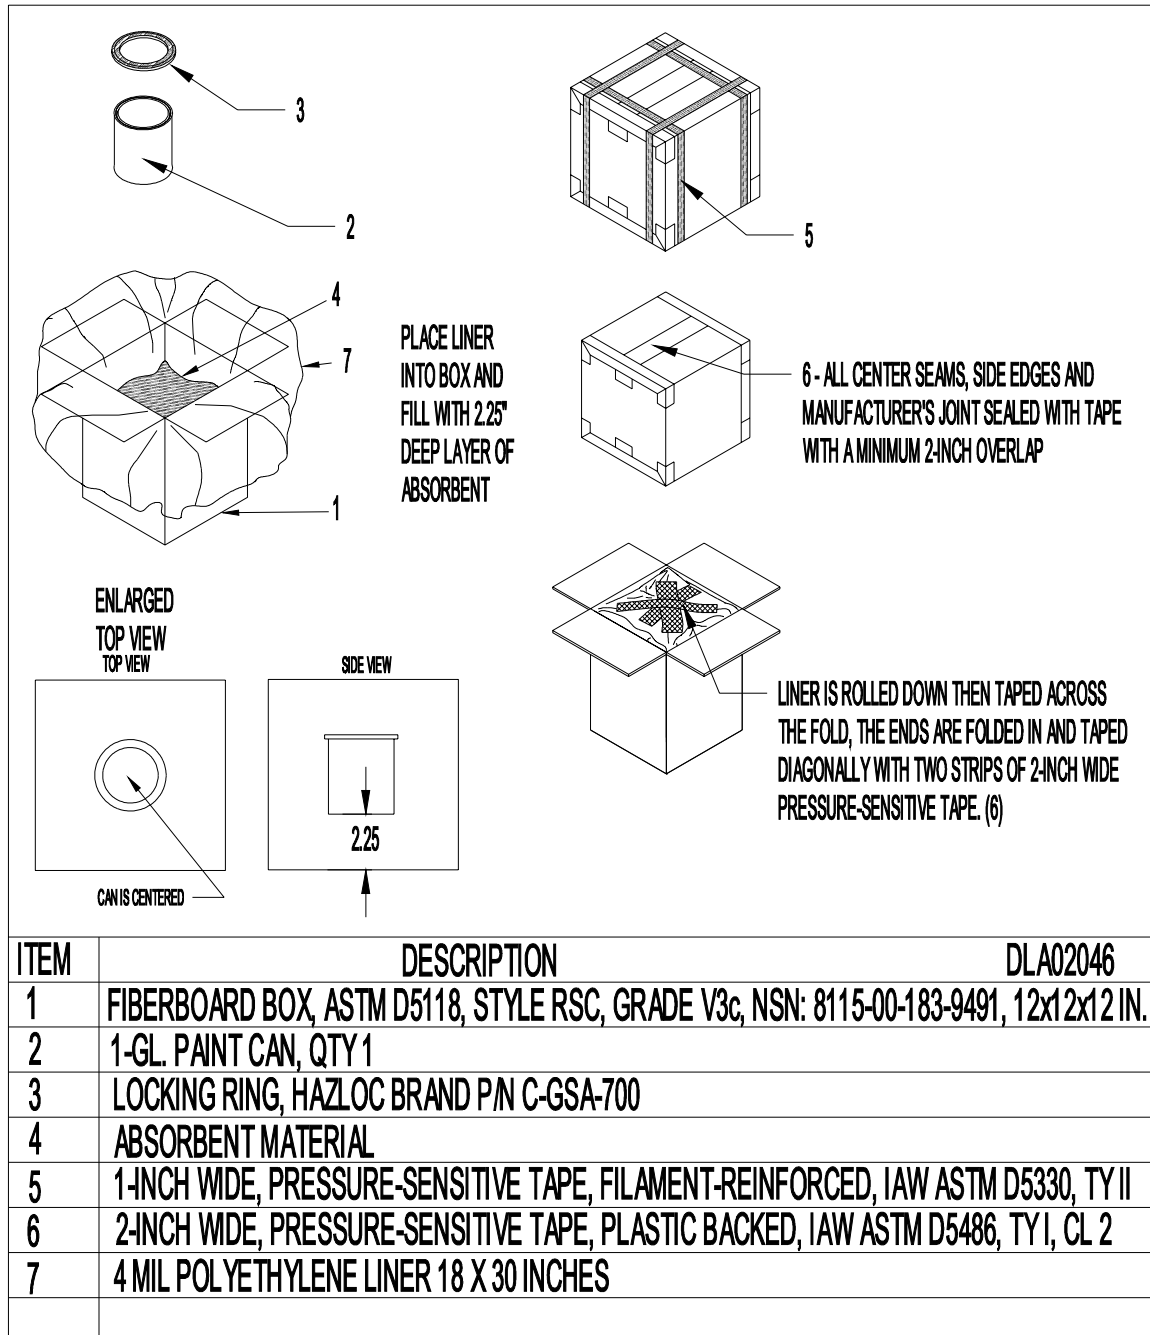 3
2
4
7
1
PLACE LINER
INTO BOX AND
FILL WITH 2.25"
DEEP LAYER OF
ABSORBENT
5
6 - ALL CENTER SEAMS, SIDE EDGES AND
MANUFACTURER'S JOINT SEALED WITH TAPE
WITH A MINIMUM 2-INCH OVERLAP
LINER IS ROLLED DOWN THEN TAPED ACROSS
THE FOLD, THE ENDS ARE FOLDED IN AND TAPED
DIAGONALLY WITH TWO STRIPS OF 2-INCH WIDE
PRESSURE-SENSITIVE TAPE. (6)
ENLARGED
TOP VIEW
TOP VIEW
SIDE VIEW
2.25
CAN IS CENTERED
ITEM DESCRIPTION DLA02046
1 FIBERBOARD BOX, ASTM D5118, STYLE RSC, GRADE V3c, NSN: 8115-00-183-9491, 12x12x12 IN.
2 1-GL. PAINT CAN, QTY 1
3 LOCKING RING, HAZLOC BRAND P/N C-GSA-700
4 ABSORBENT MATERIAL
5 1-INCH WIDE, PRESSURE-SENSITIVE TAPE, FILAMENT-REINFORCED, IAW ASTM D5330, TY II
6 2-INCH WIDE, PRESSURE-SENSITIVE TAPE, PLASTIC BACKED, IAW ASTM D5486, TY I, CL 2
7 4 MIL POLYETHYLENE LINER 18 X 30 INCHES